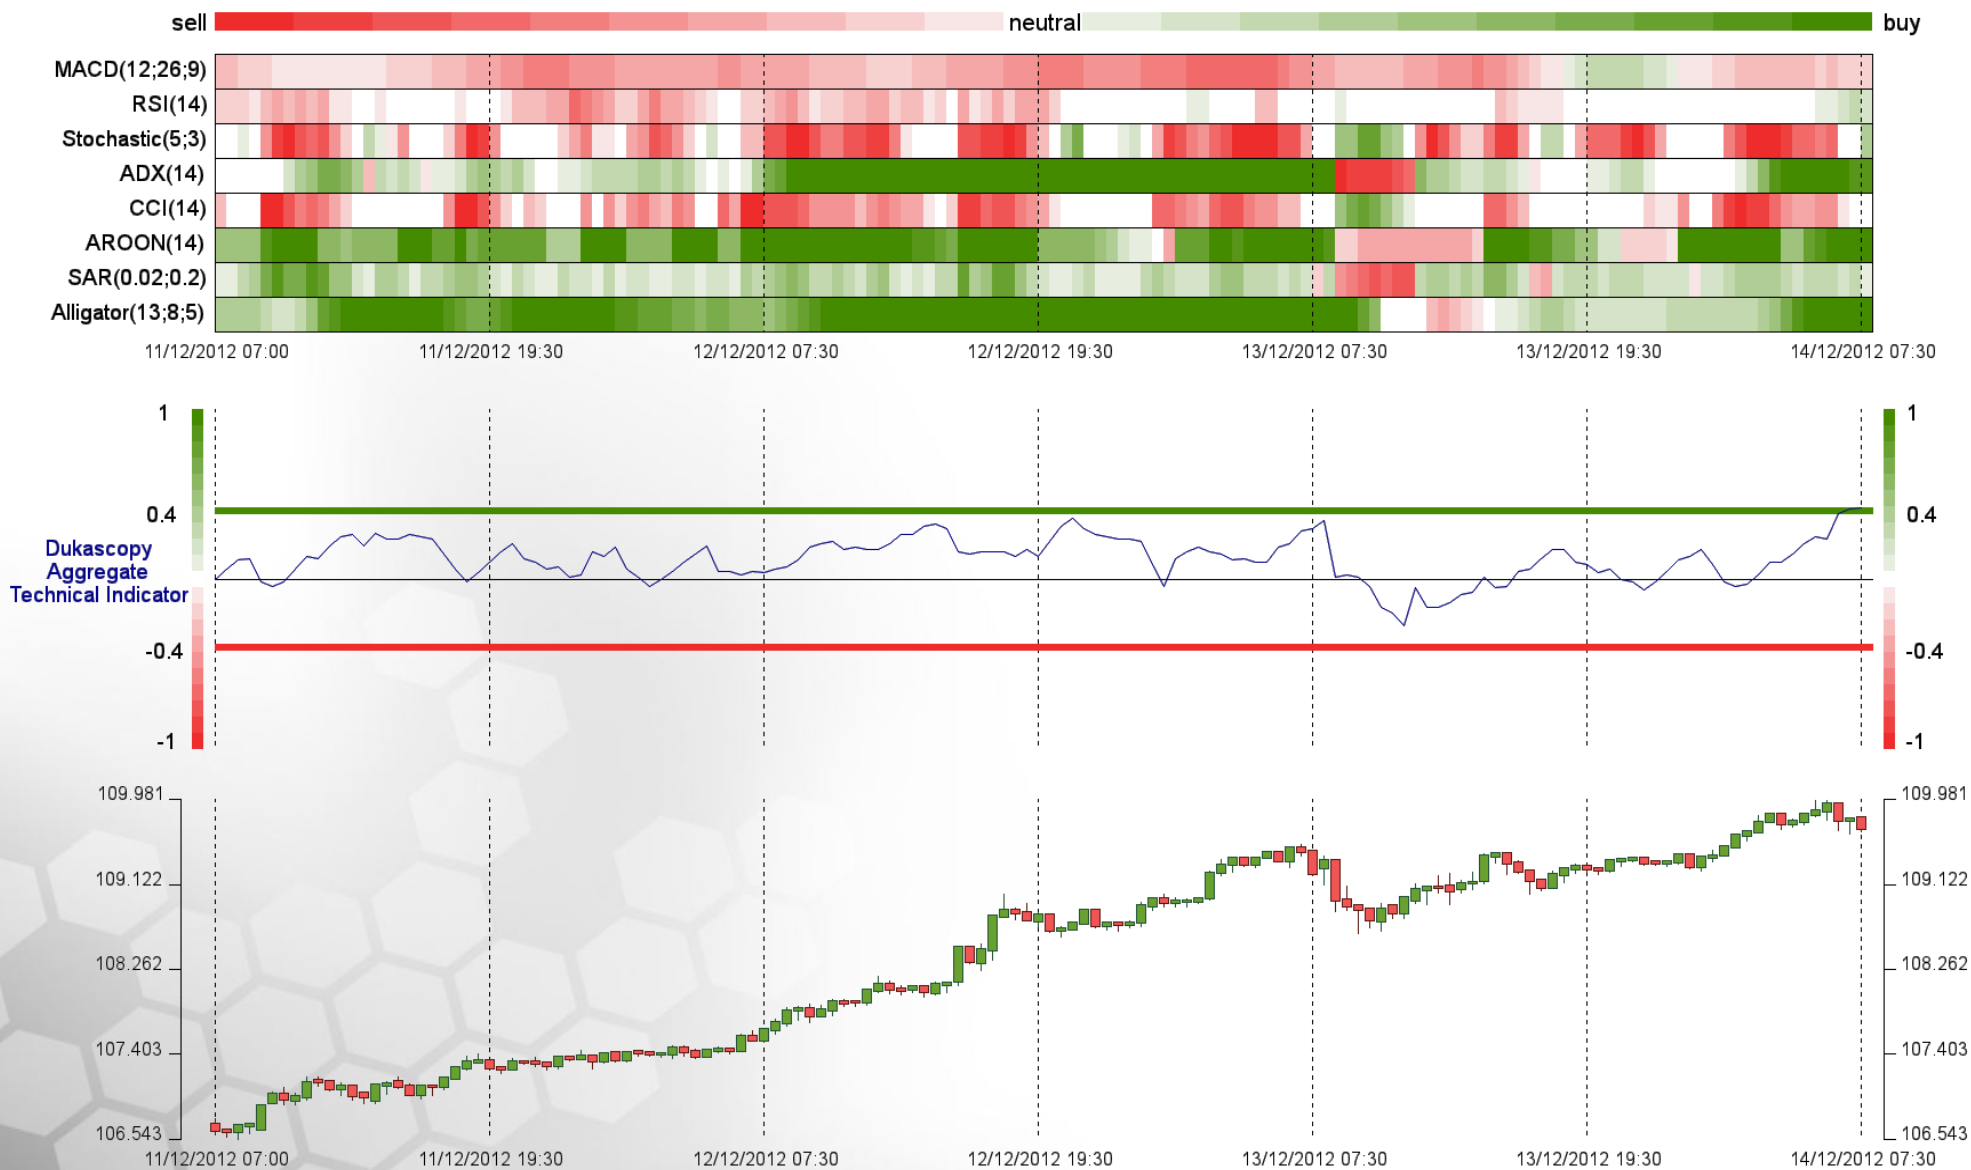 sell neutral buy
MACD(12;26;9)
RSI(14)
Stochastic(5;3)
ADX(14)
CCI(14)
AROON(14)
SAR(0.02;0.2)
Alligator(13;8;5)
11/12/2012 07:00 11/12/2012 19:30 12/12/2012 07:30 12/12/2012 19:30 13/12/2012 07:30 13/12/2012 19:30 14/12/2012 07:30
1 1
0.4 0.4
Dukascopy
Aggregate
Technical Indicator
-0.4 -0.4
-1 -1
109.981 109.981
109.122 109.122
108.262 108.262
107.403 107.403
106.543 106.543
11/12/2012 07:00 11/12/2012 19:30 12/12/2012 07:30 12/12/2012 19:30 13/12/2012 07:30 13/12/2012 19:30 14/12/2012 07:30